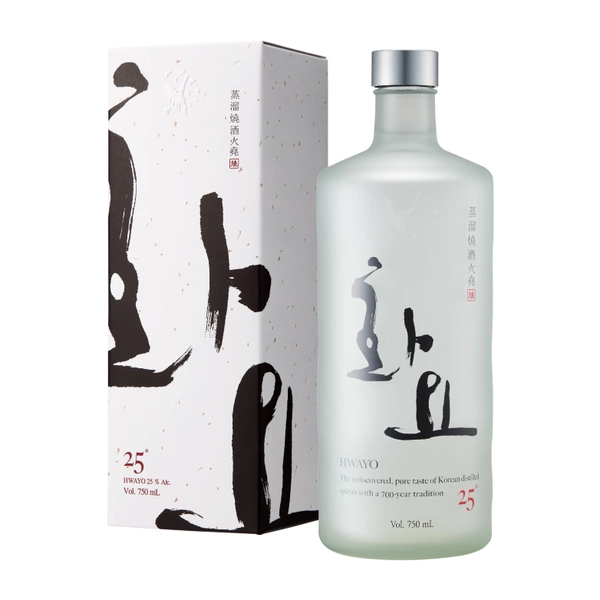 蒸溜燒酒火堯
화요
25°
HWAYO 25 % Alc.
Vol. 750 mL
蒸溜燒酒火堯
화요
HWAYO
The rediscovered, pure taste of Korean distilled
spirits with a 700-year tradition
25°
Vol. 750 mL